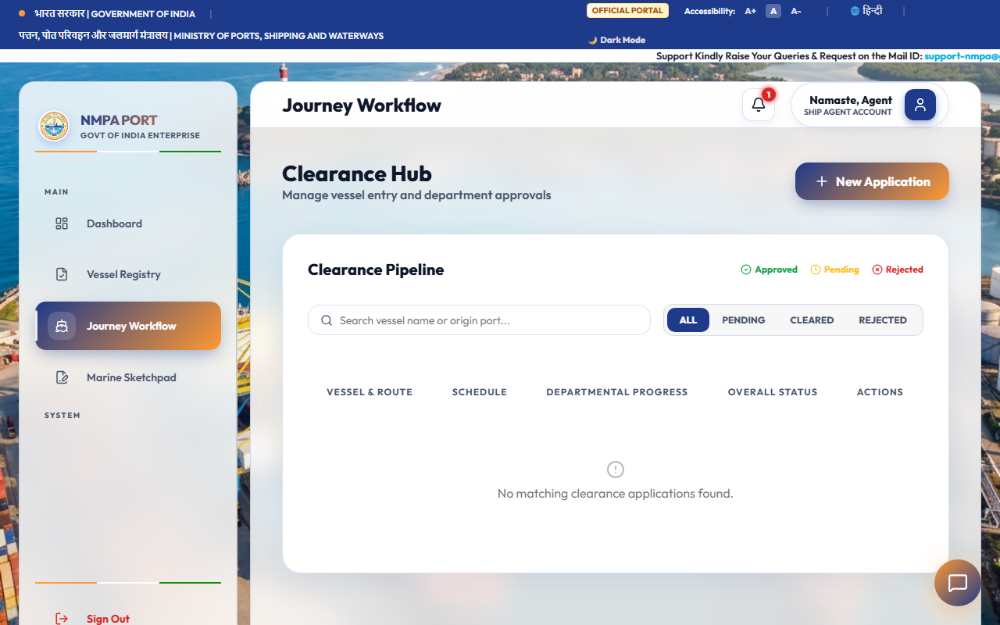 भारत सरकार | GOVERNMENT OF INDIA
पत्तन, पोत परिवहन और जलमार्ग मंत्रालय | MINISTRY OF PORTS, SHIPPING AND WATERWAYS
OFFICIAL PORTAL
Accessibility: A+ A A-
हिन्दी
Dark Mode
Support Kindly Raise Your Queries & Request on the Mail ID: support-nmpa@
NMPA PORT
GOVT OF INDIA ENTERPRISE
MAIN
Dashboard
Vessel Registry
Journey Workflow
Marine Sketchpad
SYSTEM
Sign Out
Journey Workflow
1
Namaste, Agent
SHIP AGENT ACCOUNT
Clearance Hub
Manage vessel entry and department approvals
New Application
Clearance Pipeline
Approved Pending Rejected
Search vessel name or origin port...
ALL PENDING CLEARED REJECTED
VESSEL & ROUTE SCHEDULE DEPARTMENTAL PROGRESS OVERALL STATUS ACTIONS
No matching clearance applications found.